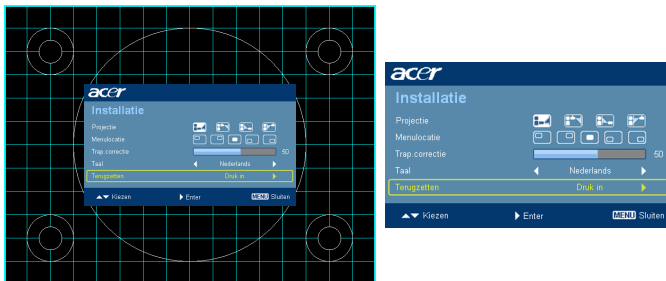 acer
Installatie
Projectie
Menulocatie
Trap.correctie 50
Taal Nederlands
Terugzetten Druk in
Kiezen Enter MENU Sluiten
acer
Installatie
Projectie
Menulocatie
Trap.correctie 50
Taal Nederlands
Terugzetten Druk in
Kiezen Enter MENU Sluiten